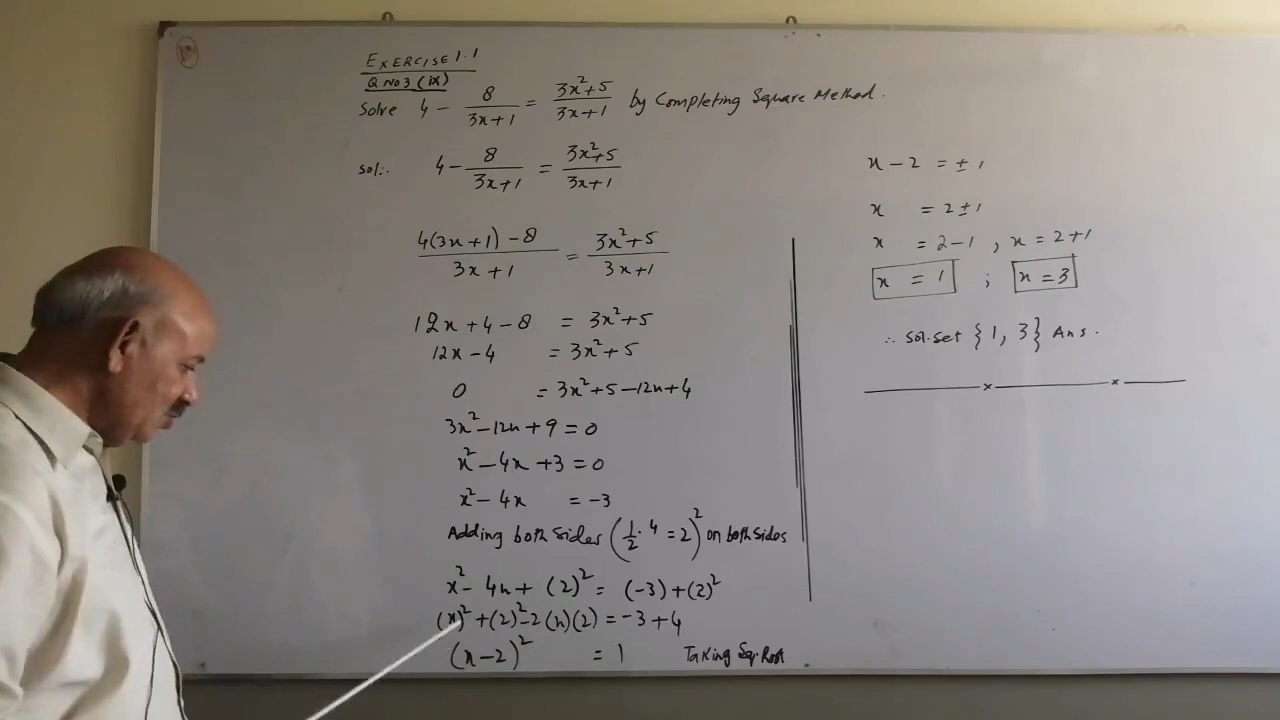 EXERCISE 1.1
Q No3 (ix)
Solve 4 - 8/(3x+1) = (3x²+5)/(3x+1) by Completing Square Method.
Sol:. 4 - 8/(3x+1) = (3x²+5)/(3x+1)
(4(3x+1) - 8)/(3x+1) = (3x²+5)/(3x+1)
12x + 4 - 8 = 3x² + 5
12x - 4 = 3x² + 5
0 = 3x² + 5 - 12x + 4
3x² - 12x + 9 = 0
x² - 4x + 3 = 0
x² - 4x = -3
Adding both sides (1/2 · 4 = 2)² on both sides
x² - 4x + (2)² = (-3) + (2)²
(x)² + (2)² - 2(x)(2) = -3 + 4
(x - 2)² = 1 Taking Sq. Root
x - 2 = ± 1
x = 2 ± 1
x = 2 - 1 , x = 2 + 1
x = 1 ; x = 3
∴ Sol. Set {1, 3} Ans.